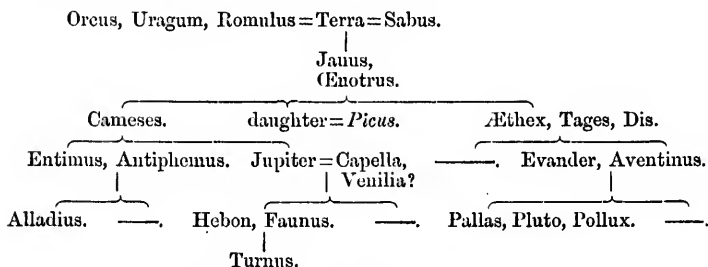 Orcus, Uragum, Romulus = Terra = Sabus.
Janus,
Œnotrus.
Cameses. daughter = Picus. Æthex, Tages, Dis.
Entimus, Antiphemus. Jupiter = Capella, ——. Evander, Aventinus.
Venilia?
Alladius. ——. Hebon, Faunus. ——. Pallas, Pluto, Pollux. ——.
Turnus.